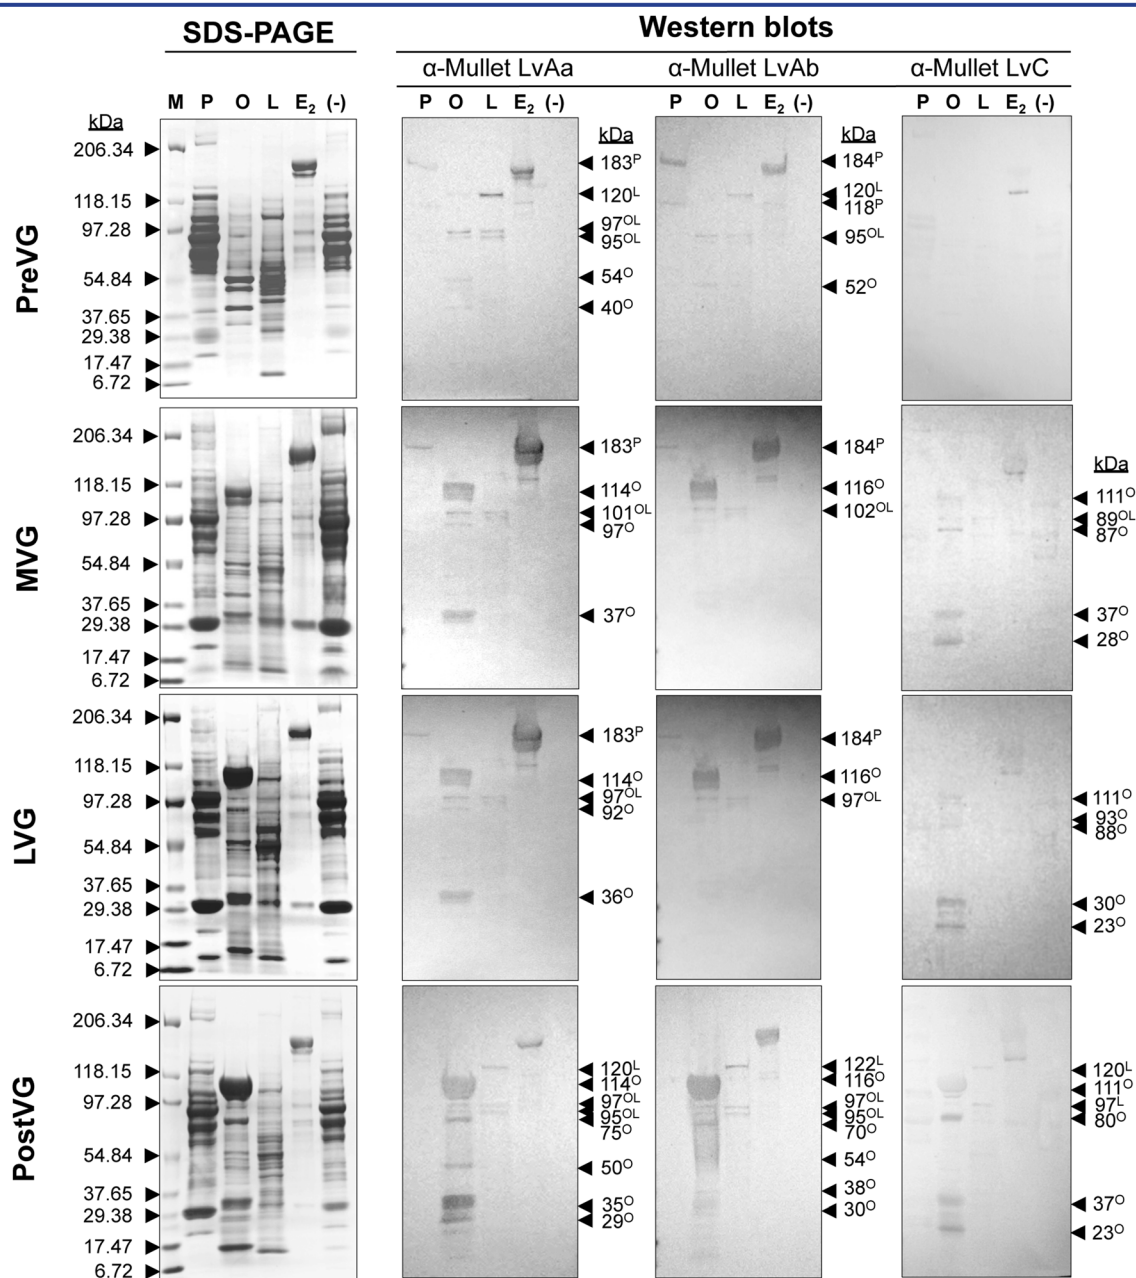 SDS-PAGE Western blots
α-Mullet LvAa α-Mullet LvAb α-Mullet LvC
M P O L E₂ (-) P O L E₂ (-) P O L E₂ (-) P O L E₂ (-)
PreVG
kDa
206.34
118.15
97.28
54.84
37.65
29.38
17.47
6.72
kDa
183ᴾ
120ᴸ
97ᴼᴸ
95ᴼᴸ
54ᴼ
40ᴼ
kDa
184ᴾ
120ᴸ
118ᴾ
95ᴼᴸ
52ᴼ
MVG
206.34
118.15
97.28
54.84
37.65
29.38
17.47
6.72
183ᴾ
114ᴼ
101ᴼᴸ
97ᴼ
37ᴼ
184ᴾ
116ᴼ
102ᴼᴸ
kDa
111ᴼ
89ᴼᴸ
87ᴼ
37ᴼ
28ᴼ
LVG
206.34
118.15
97.28
54.84
37.65
29.38
17.47
6.72
183ᴾ
114ᴼ
97ᴼᴸ
92ᴼ
36ᴼ
184ᴾ
116ᴼ
97ᴼᴸ
111ᴼ
93ᴼ
88ᴼ
30ᴼ
23ᴼ
PostVG
206.34
118.15
97.28
54.84
37.65
29.38
17.47
6.72
120ᴸ
114ᴼ
97ᴼᴸ
95ᴼᴸ
75ᴼ
50ᴼ
35ᴼ
29ᴼ
122ᴸ
116ᴼ
97ᴼᴸ
95ᴼᴸ
70ᴼ
54ᴼ
38ᴼ
30ᴼ
120ᴸ
111ᴼ
97ᴸ
80ᴼ
37ᴼ
23ᴼ